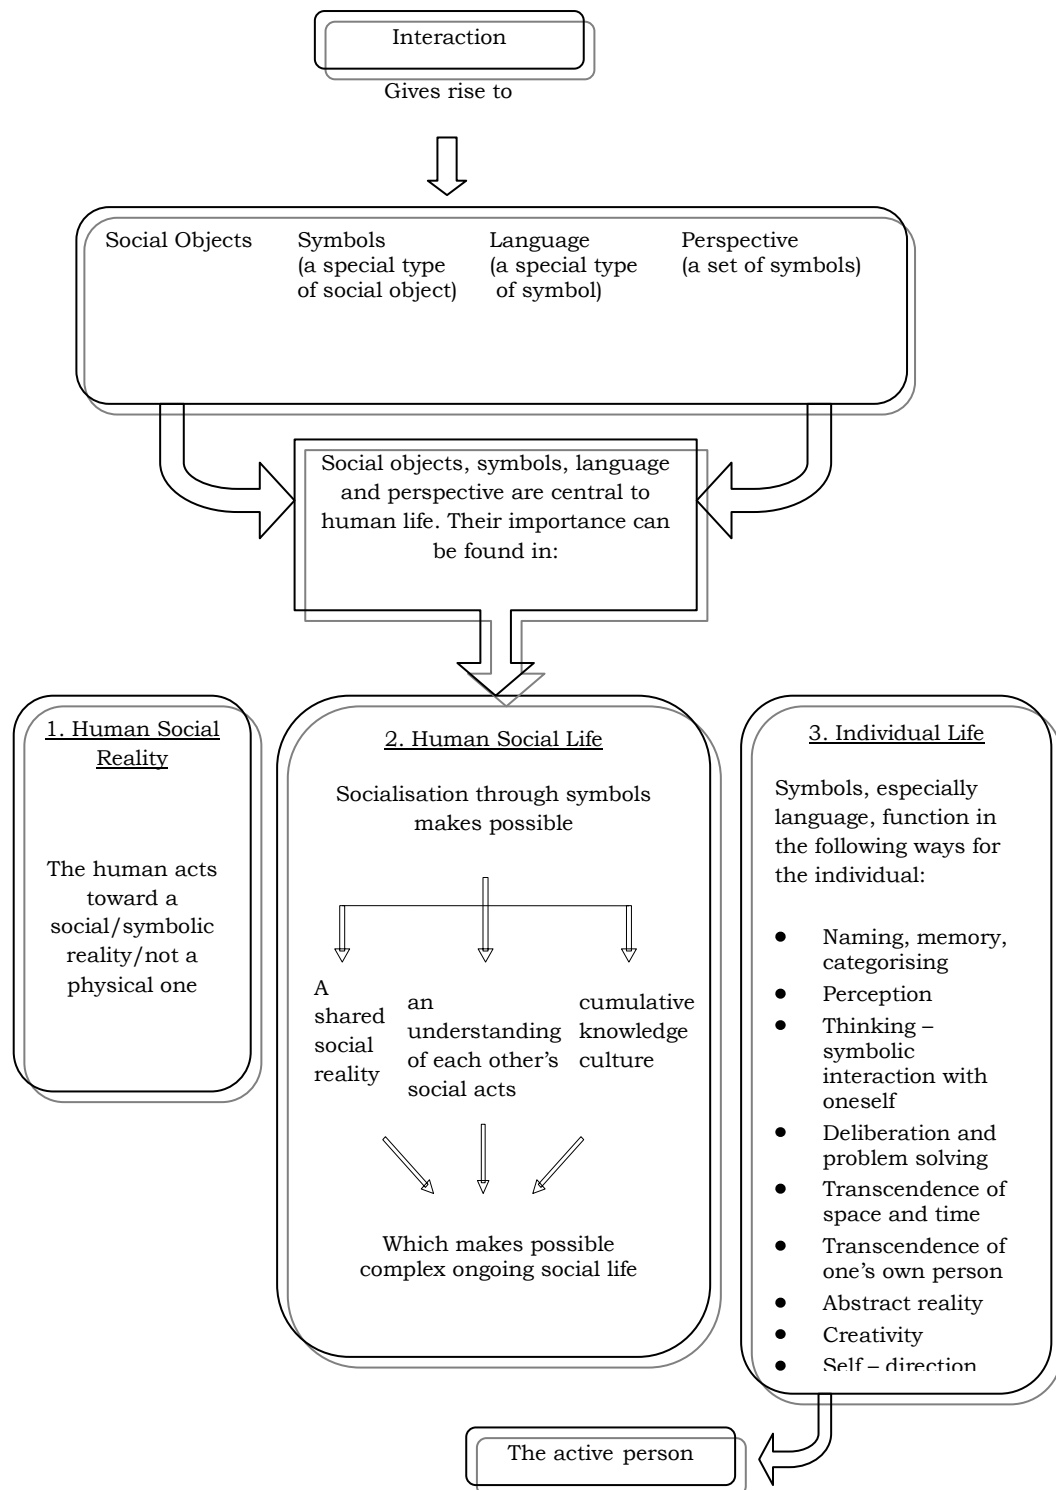 Interaction
Gives rise to
Social Objects
Symbols
(a special type
of social object)
Language
(a special type
of symbol)
Perspective
(a set of symbols)
Social objects, symbols, language
and perspective are central to
human life. Their importance can
be found in:
1. Human Social
Reality
The human acts
toward a
social/symbolic
reality/not a
physical one
2. Human Social Life
Socialisation through symbols
makes possible
A
shared
social
reality
an
understanding
of each other’s
social acts
cumulative
knowledge
culture
Which makes possible
complex ongoing social life
3. Individual Life
Symbols, especially
language, function in
the following ways for
the individual:
● Naming, memory,
categorising
● Perception
● Thinking –
symbolic
interaction with
oneself
● Deliberation and
problem solving
● Transcendence of
space and time
● Transcendence of
one’s own person
● Abstract reality
● Creativity
● Self – direction
The active person